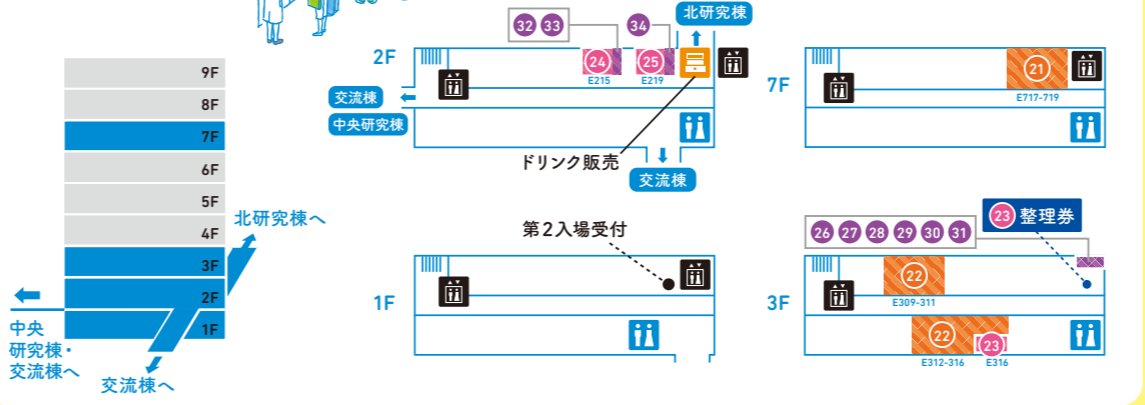 9F
8F
7F
6F
5F
4F
3F
2F
1F
北研究棟へ
中央
研究棟・
交流棟へ
交流棟へ
2F
32 33
34
北研究棟
24
25
E215
E219
交流棟
中央研究棟
ドリンク販売
交流棟
7F
21
E717-719
1F
第2入場受付
3F
26 27 28 29 30 31
23 整理券
22
E309-311
22
23
E312-316
E316